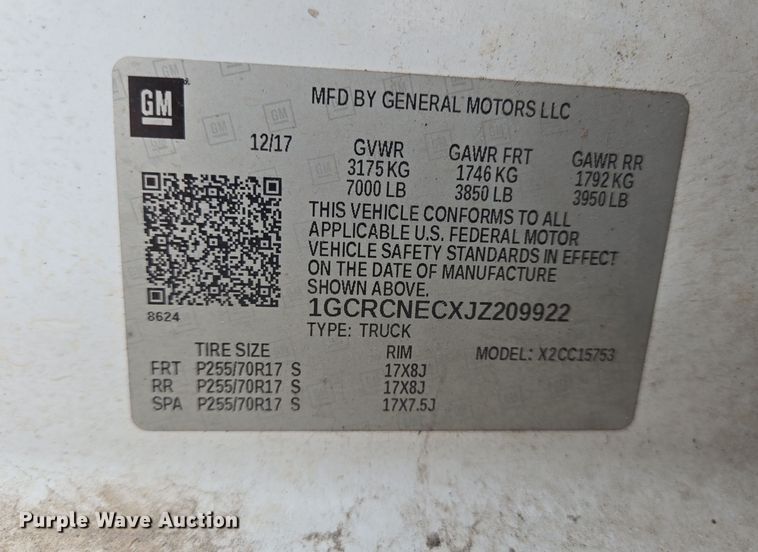 GM
MFD BY GENERAL MOTORS LLC
12/17
GVWR GAWR FRT GAWR RR
3175 KG 1746 KG 1792 KG
7000 LB 3850 LB 3950 LB
THIS VEHICLE CONFORMS TO ALL
APPLICABLE U.S. FEDERAL MOTOR
VEHICLE SAFETY STANDARDS IN EFFECT
ON THE DATE OF MANUFACTURE
SHOWN ABOVE.
8624
1GCRCNECXJZ209922
TYPE: TRUCK
TIRE SIZE RIM MODEL: X2CC15753
FRT P255/70R17 S 17X8J
RR P255/70R17 S 17X8J
SPA P255/70R17 S 17X7.5J
Purple Wave Auction